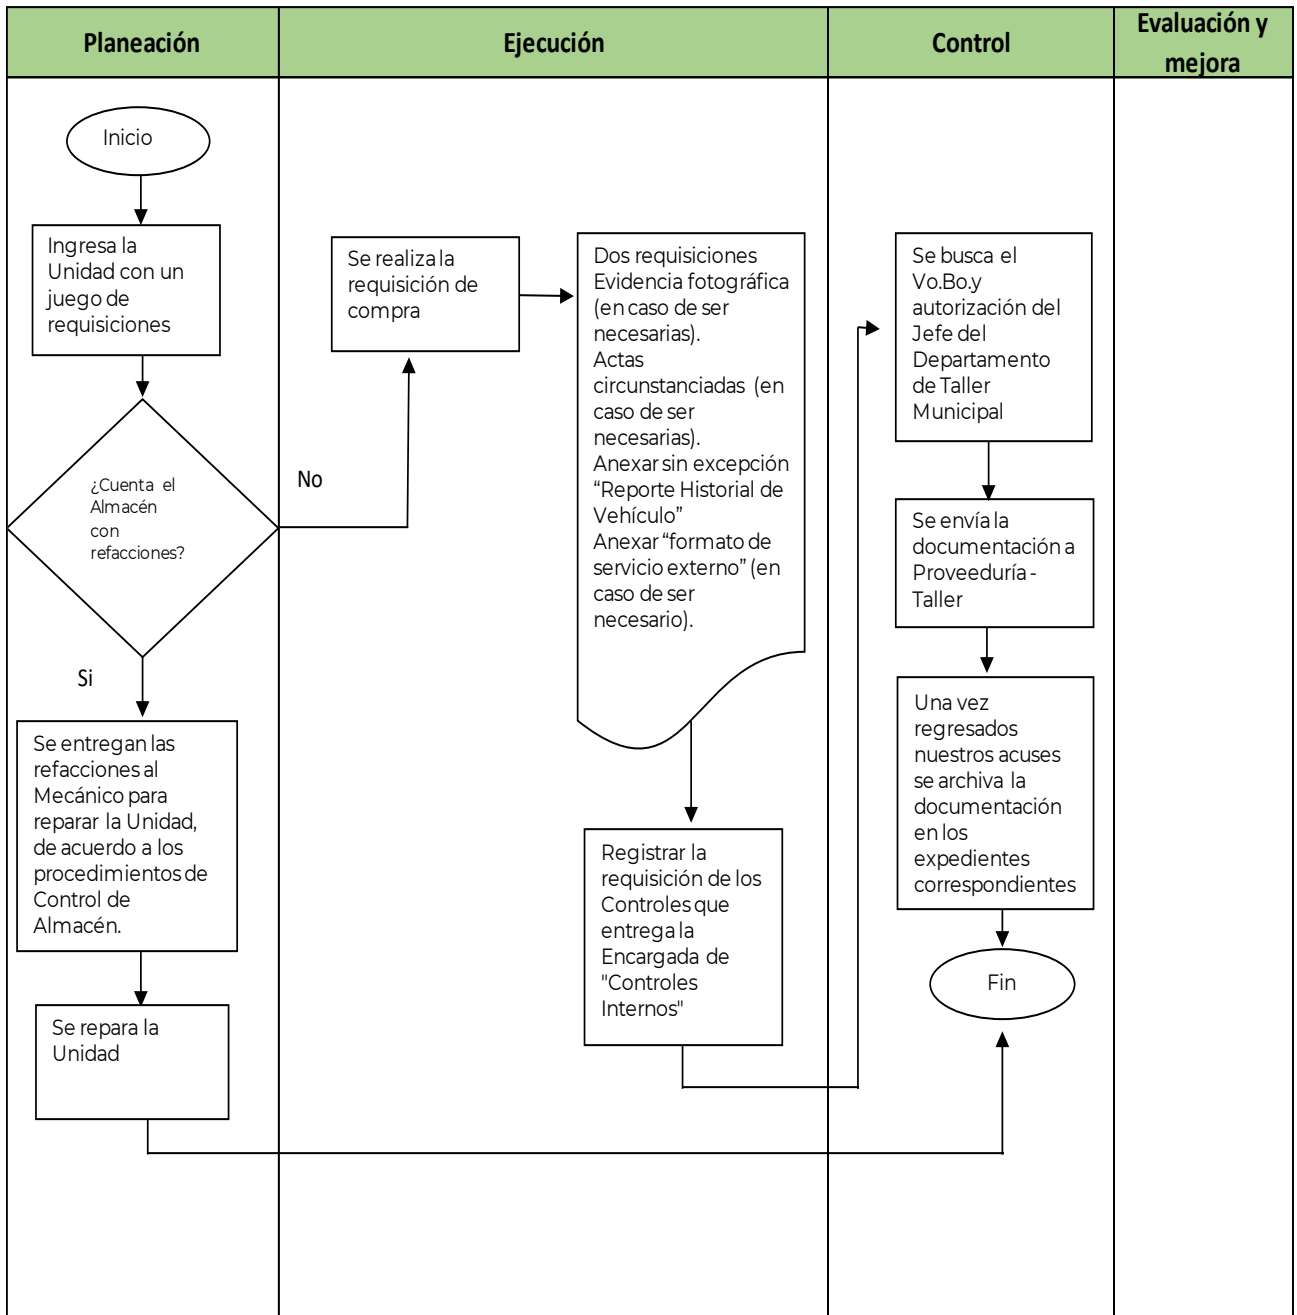 Planeación
Ejecución
Control
Evaluación y
mejora
Inicio
Ingresa la
Unidad con un
juego de
requisiciones
¿Cuenta el
Almacén
con
refacciones?
No
Si
Se entregan las
refacciones al
Mecánico para
reparar la Unidad,
de acuerdo a los
procedimientos de
Control de
Almacén.
Se repara la
Unidad
Se realiza la
requisición de
compra
Dos requisiciones
Evidencia fotográfica
(en caso de ser
necesarias).
Actas
circunstanciadas (en
caso de ser
necesarias).
Anexar sin excepción
“Reporte Historial de
Vehículo”
Anexar “formato de
servicio externo” (en
caso de ser
necesario).
Registrar la
requisición de los
Controles que
entrega la
Encargada de
"Controles
Internos"
Se busca el
Vo.Bo.y
autorización del
Jefe del
Departamento
de Taller
Municipal
Se envía la
documentación a
Proveeduría -
Taller
Una vez
regresados
nuestros acuses
se archiva la
documentación
en los
expedientes
correspondientes
Fin